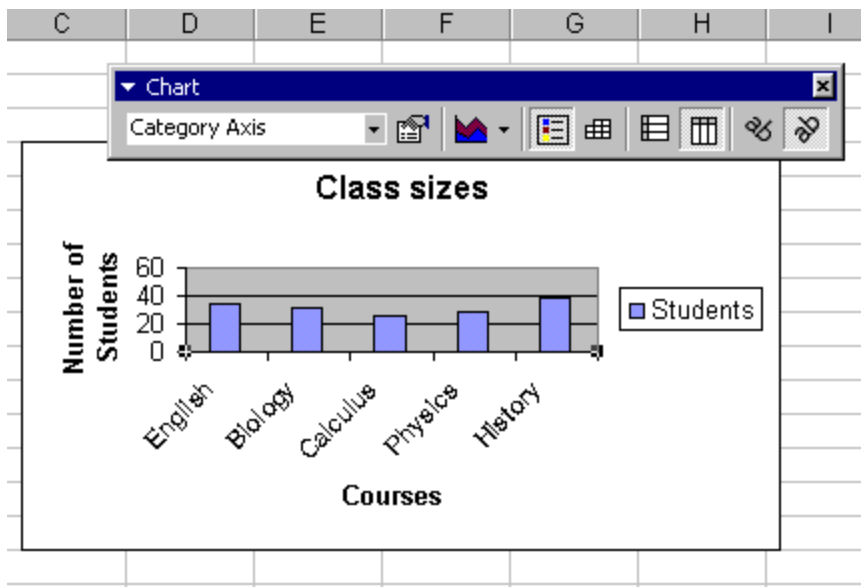 C D E F G H I
Chart
Category Axis
Class sizes
Number of
Students
60
40
20
0
Students
English Biology Calculus Physics History
Courses